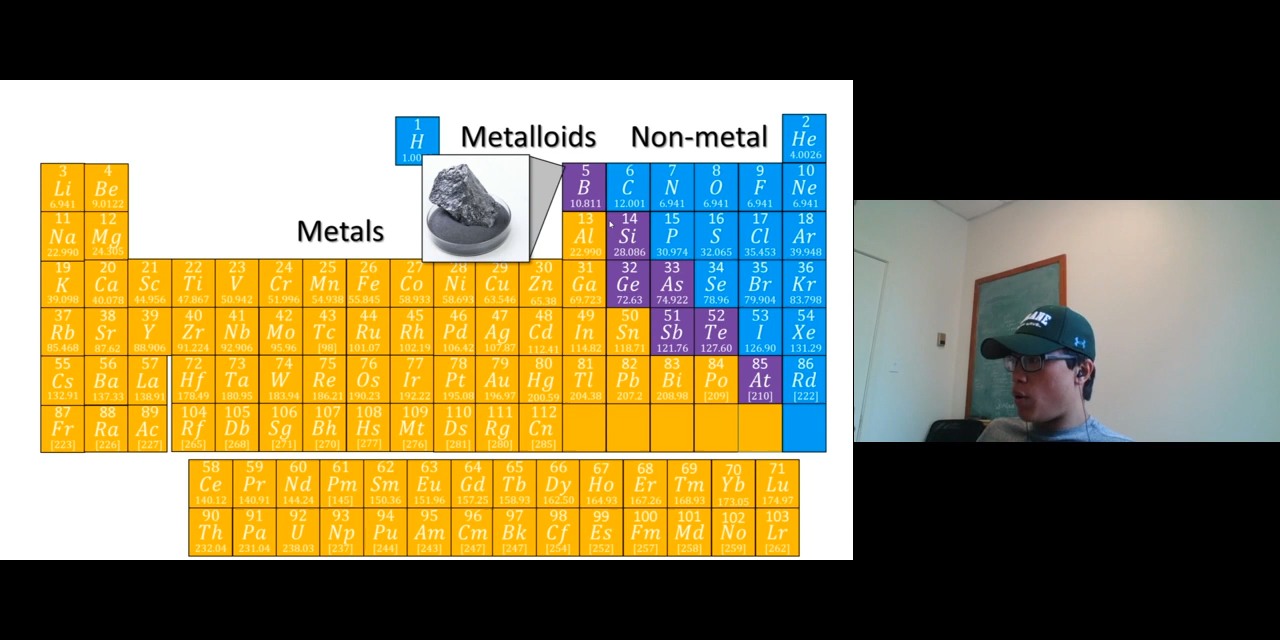 1 2
H Metalloids Non-metal He
1.00 4.0026
3 4 5 6 7 8 9 10
Li Be B C N O F Ne
6.941 9.0122 10.811 12.001 6.941 6.941 6.941 6.941
11 12 13 14 15 16 17 18
Na Mg Metals Al Si P S Cl Ar
22.990 24.305 22.990 28.086 30.974 32.065 35.453 39.948
19 20 21 22 23 24 25 26 27 28 29 30 31 32 33 34 35 36
K Ca Sc Ti V Cr Mn Fe Co Ni Cu Zn Ga Ge As Se Br Kr
39.098 40.078 44.956 47.867 50.942 51.996 54.938 55.845 58.933 58.693 63.546 65.38 69.723 72.63 74.922 78.96 79.904 83.798
37 38 39 40 41 42 43 44 45 46 47 48 49 50 51 52 53 54
Rb Sr Y Zr Nb Mo Tc Ru Rh Pd Ag Cd In Sn Sb Te I Xe
85.468 87.62 88.906 91.224 92.906 95.96 [98] 101.07 102.19 106.42 107.87 112.41 114.82 118.71 121.76 127.60 126.90 131.29
55 56 57 72 73 74 75 76 77 78 79 80 81 82 83 84 85 86
Cs Ba La Hf Ta W Re Os Ir Pt Au Hg Tl Pb Bi Po At Rd
132.91 137.33 138.91 178.49 180.95 183.94 186.21 190.23 192.22 195.08 196.97 200.59 204.38 207.2 208.98 [209] [210] [222]
87 88 89 104 105 106 107 108 109 110 111 112
Fr Ra Ac Rf Db Sg Bh Hs Mt Ds Rg Cn
[223] [226] [227] [265] [268] [271] [270] [277] [276] [281] [280] [285]
58 59 60 61 62 63 64 65 66 67 68 69 70 71
Ce Pr Nd Pm Sm Eu Gd Tb Dy Ho Er Tm Yb Lu
140.12 140.91 144.24 [145] 150.36 151.96 157.25 158.93 162.50 164.93 167.26 168.93 173.05 174.97
90 91 92 93 94 95 96 97 98 99 100 101 102 103
Th Pa U Np Pu Am Cm Bk Cf Es Fm Md No Lr
232.04 231.04 238.03 [237] [244] [243] [247] [247] [254] [252] [257] [258] [259] [262]